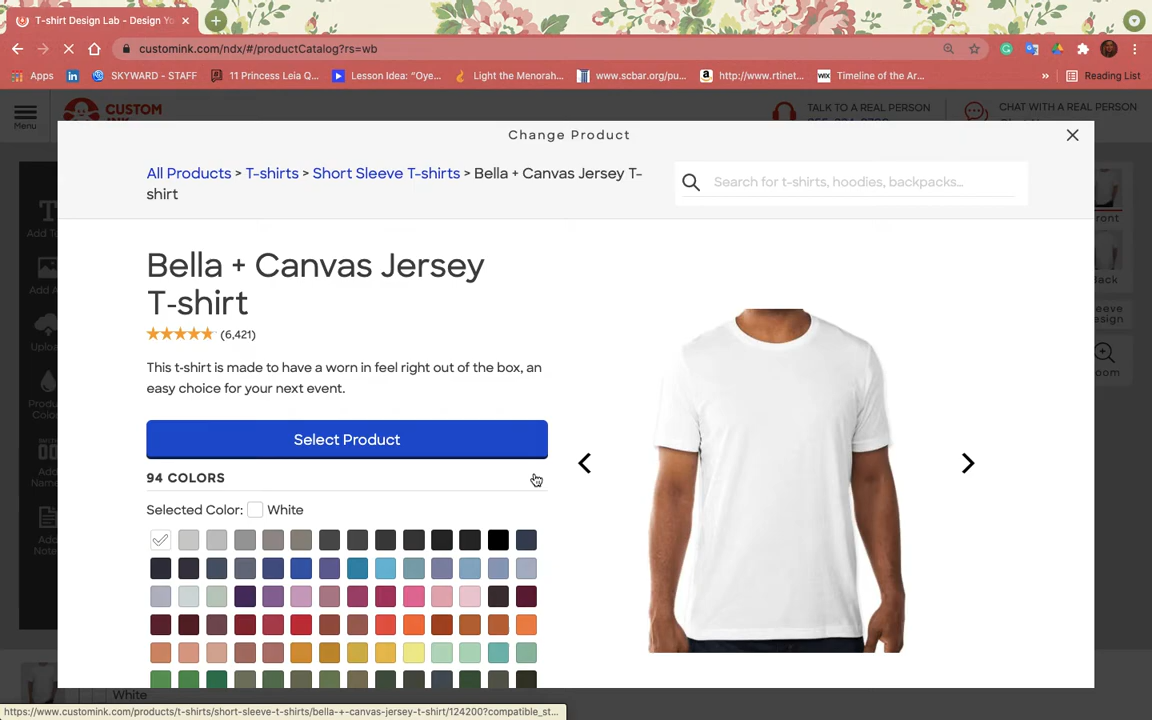 T-shirt Design Lab - Design Yo
customink.com/ndx/#/productCatalog?rs=wb
Apps
SKYWARD - STAFF
11 Princess Leia Q...
Lesson Idea: “Oye...
Light the Menorah...
www.scbar.org/pu...
http://www.rtinet...
Timeline of the Ar...
»
Reading List
Menu
CUSTOM
INK
TALK TO A REAL PERSON
CHAT WITH A REAL PERSON
Change Product
All Products > T-shirts > Short Sleeve T-shirts > Bella + Canvas Jersey T-
shirt
Search for t-shirts, hoodies, backpacks...
Bella + Canvas Jersey
T-shirt
(6,421)
This t-shirt is made to have a worn in feel right out of the box, an
easy choice for your next event.
Select Product
94 COLORS
Selected Color: White
White
https://www.customink.com/products/t-shirts/short-sleeve-t-shirts/bella-+-canvas-jersey-t-shirt/124200?compatible_st...